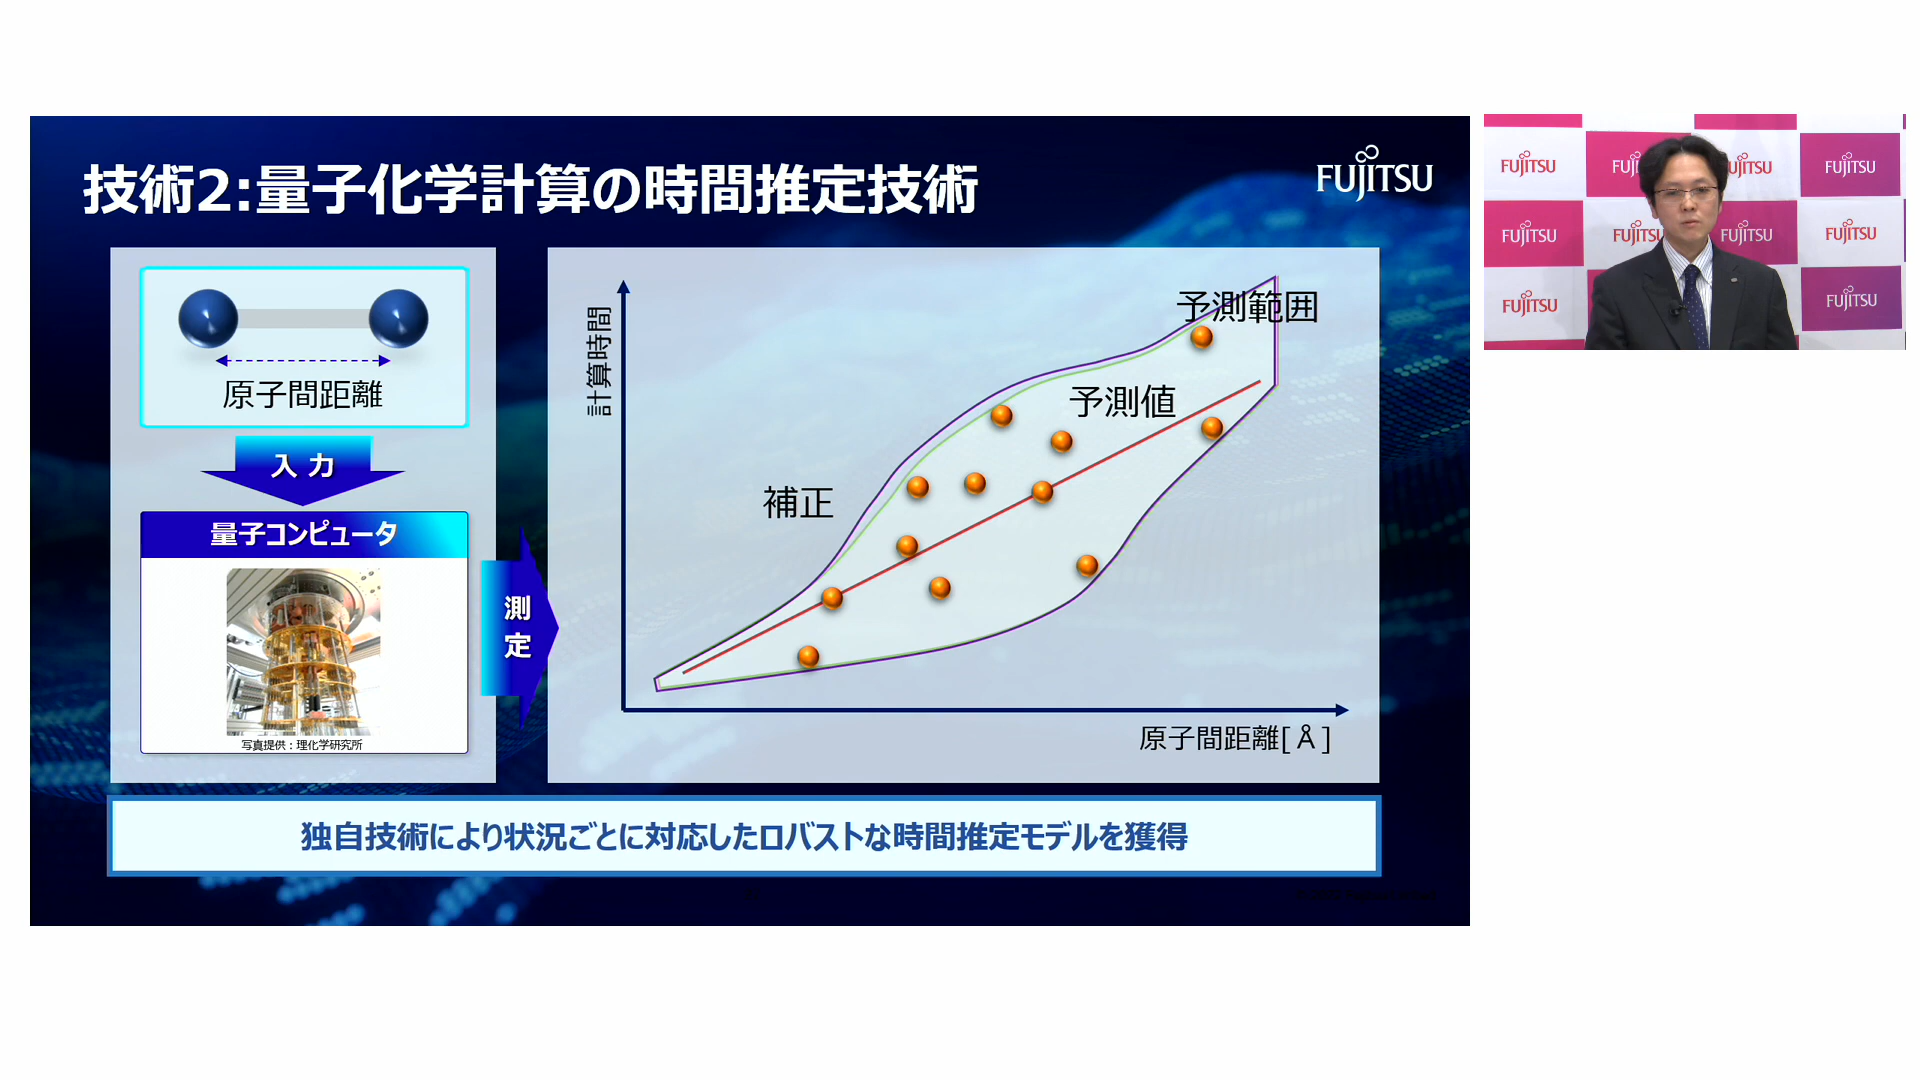 技術2:量子化学計算の時間推定技術
FUJITSU
原子間距離
入力
量子コンピュータ
写真提供：理化学研究所
測定
計算時間
予測範囲
予測値
補正
原子間距離[Å]
独自技術により状況ごとに対応したロバストな時間推定モデルを獲得
FUJITSU
FUJITSU
FUJITSU
FUJITSU
FUJITSU
FUJITSU
FUJITSU
FUJITSU
FUJITSU